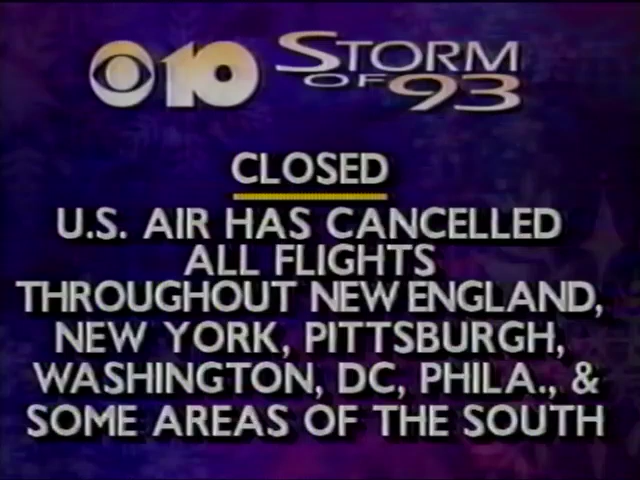 10 STORM
OF 93
CLOSED
U.S. AIR HAS CANCELLED
ALL FLIGHTS
THROUGHOUT NEW ENGLAND,
NEW YORK, PITTSBURGH,
WASHINGTON, DC, PHILA., &
SOME AREAS OF THE SOUTH